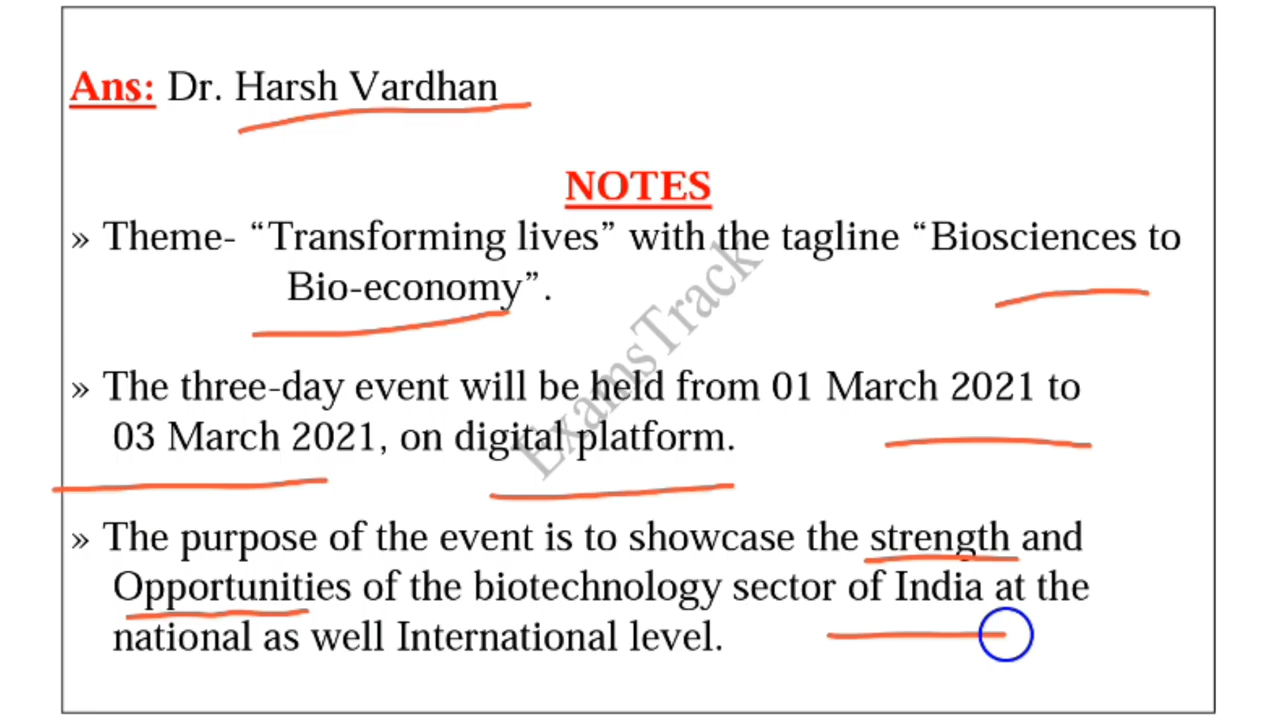 Ans: Dr. Harsh Vardhan
NOTES
» Theme- “Transforming lives” with the tagline “Biosciences to
Bio-economy”.
» The three-day event will be held from 01 March 2021 to
03 March 2021, on digital platform.
» The purpose of the event is to showcase the strength and
Opportunities of the biotechnology sector of India at the
national as well International level.
ExamsTrack